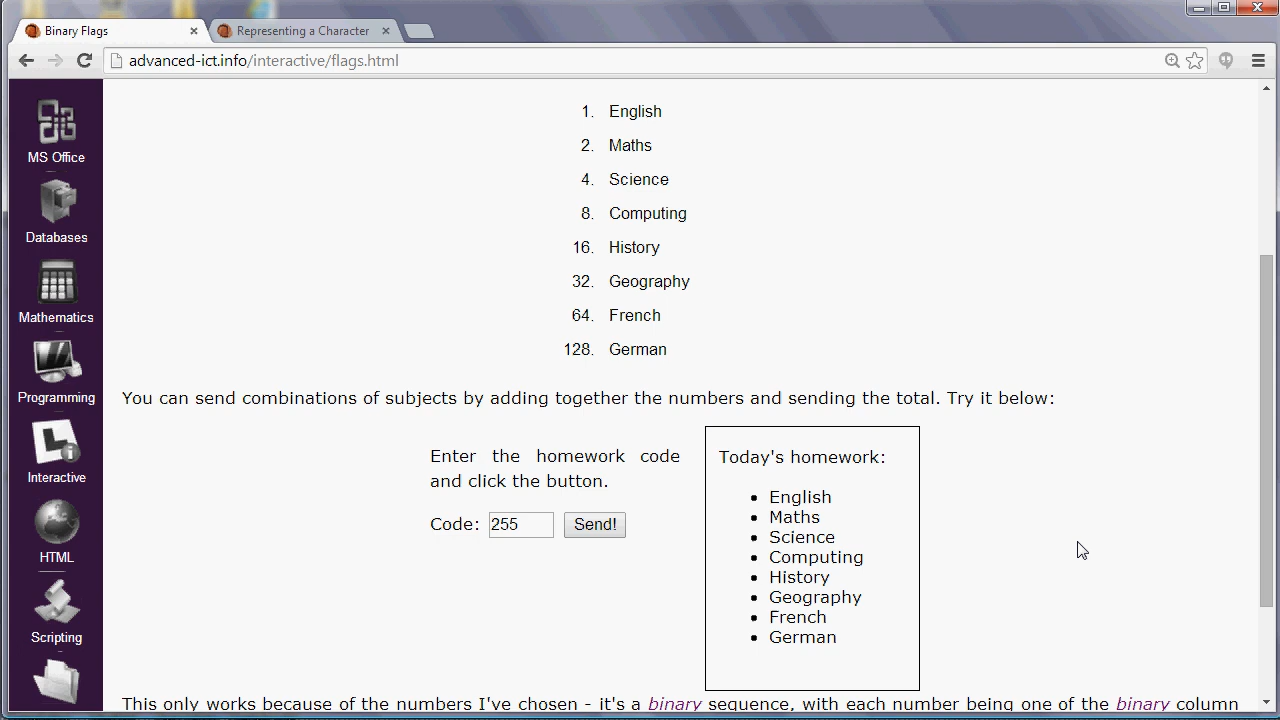 Binary Flags
Representing a Character
advanced-ict.info/interactive/flags.html
MS Office
Databases
Mathematics
Programming
Interactive
HTML
Scripting
1. English
2. Maths
4. Science
8. Computing
16. History
32. Geography
64. French
128. German
You can send combinations of subjects by adding together the numbers and sending the total. Try it below:
Enter the homework code
and click the button.
Code: 255 Send!
Today's homework:
• English
• Maths
• Science
• Computing
• History
• Geography
• French
• German
This only works because of the numbers I've chosen - it's a binary sequence, with each number being one of the binary column